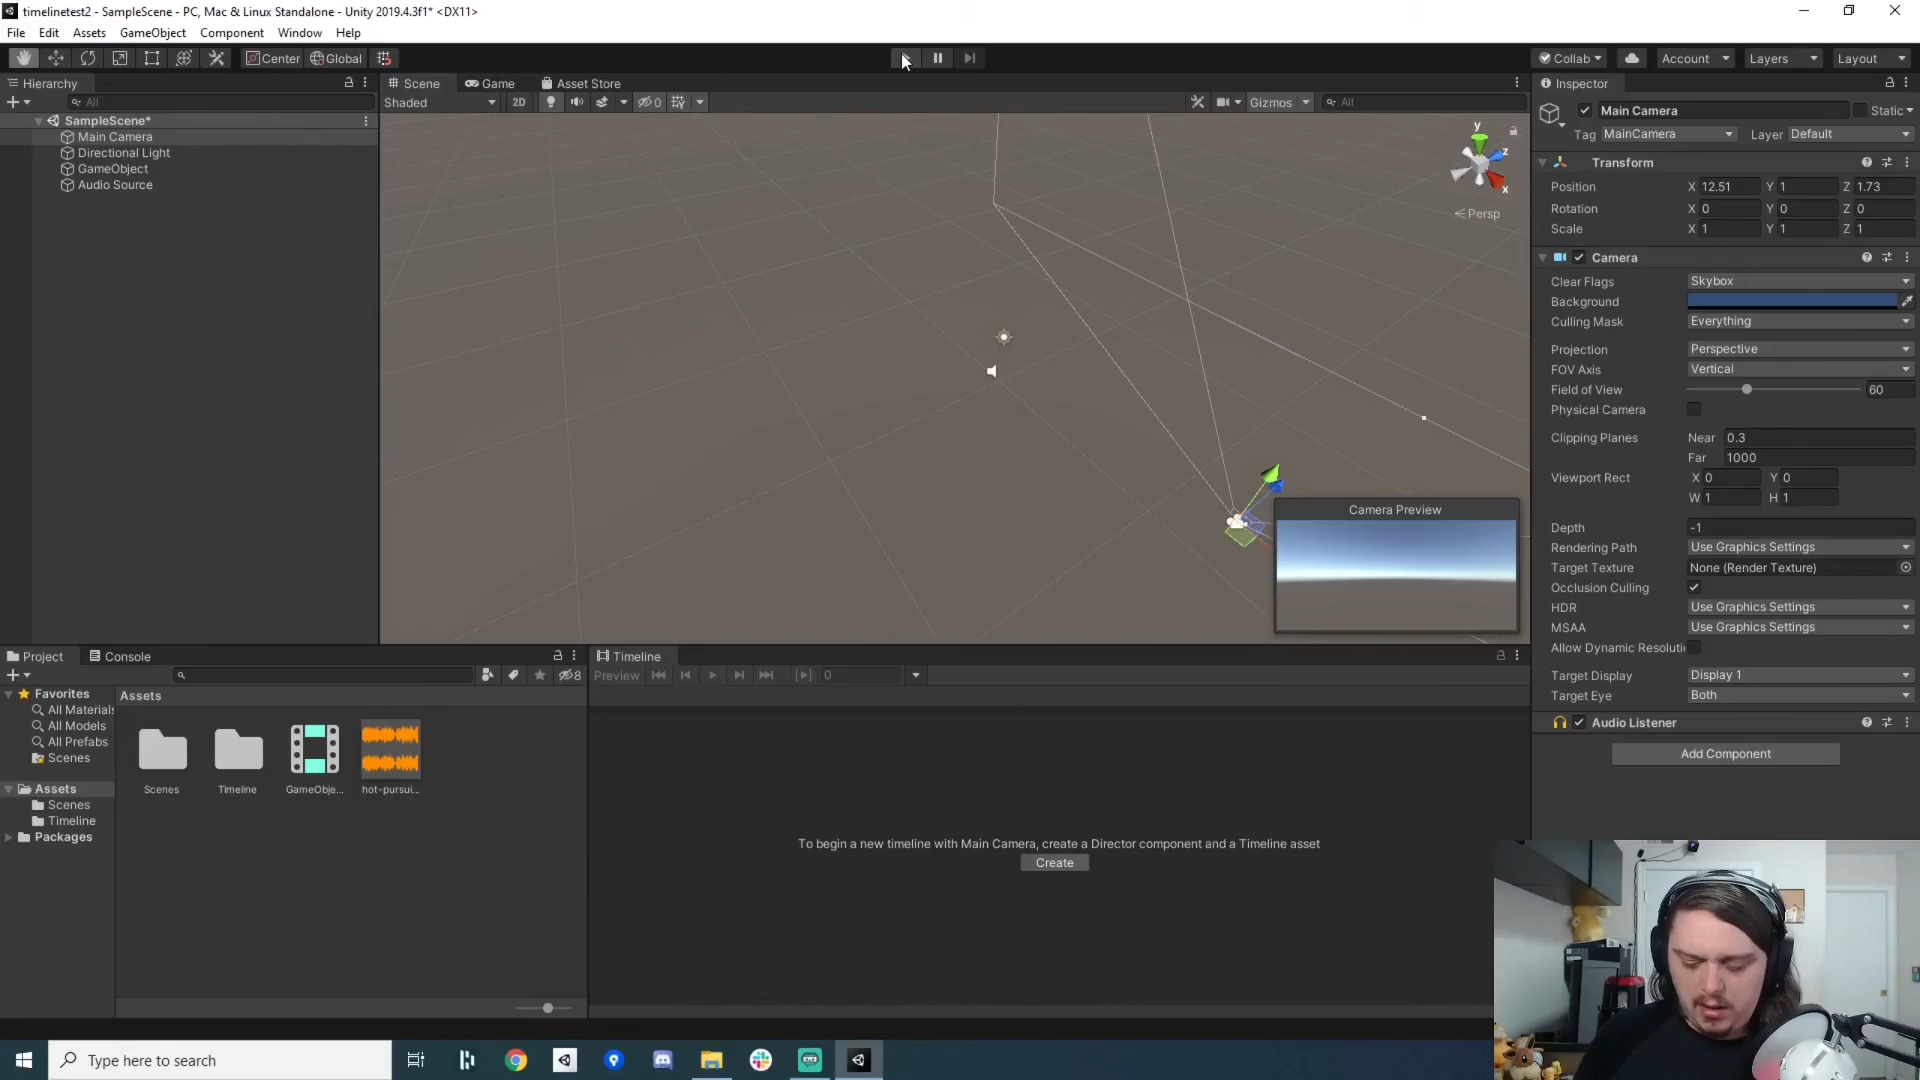 timelinetest2 - SampleScene - PC, Mac & Linux Standalone - Unity 2019.4.3f1* <DX11>
File Edit Assets GameObject Component Window Help
Center Global
Collab Account Layers Layout
Hierarchy
All
SampleScene*
Main Camera
Directional Light
GameObject
Audio Source
Scene Game Asset Store
Shaded 2D 0 Gizmos All
y
z
x
Persp
Camera Preview
Inspector
Main Camera Static
Tag MainCamera Layer Default
Transform
Position X 12.51 Y 1 Z 1.73
Rotation X 0 Y 0 Z 0
Scale X 1 Y 1 Z 1
Camera
Clear Flags Skybox
Background
Culling Mask Everything
Projection Perspective
FOV Axis Vertical
Field of View 60
Physical Camera
Clipping Planes Near 0.3
Far 1000
Viewport Rect X 0 Y 0
W 1 H 1
Depth -1
Rendering Path Use Graphics Settings
Target Texture None (Render Texture)
Occlusion Culling
HDR Use Graphics Settings
MSAA Use Graphics Settings
Allow Dynamic Resoluti
Target Display Display 1
Target Eye Both
Audio Listener
Add Component
Project Console
8
Favorites
All Materials
All Models
All Prefabs
Scenes
Assets
Scenes
Timeline
Packages
Assets
Scenes Timeline GameObje... hot-pursui...
Timeline
Preview 0
To begin a new timeline with Main Camera, create a Director component and a Timeline asset
Create
Type here to search